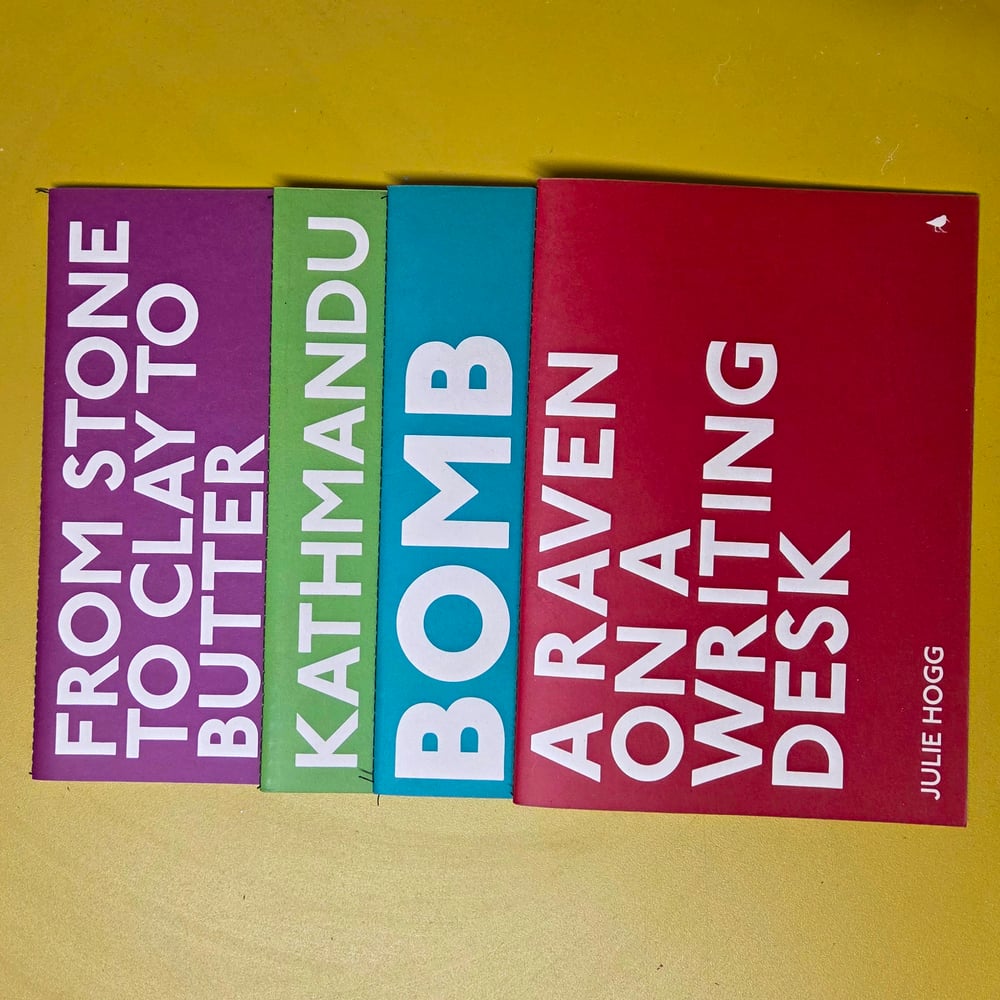 FROM STONE
TO CLAY TO
BUTTER
KATHMANDU
BOMB
A RAVEN
ON A
WRITING
DESK
JULIE HOGG